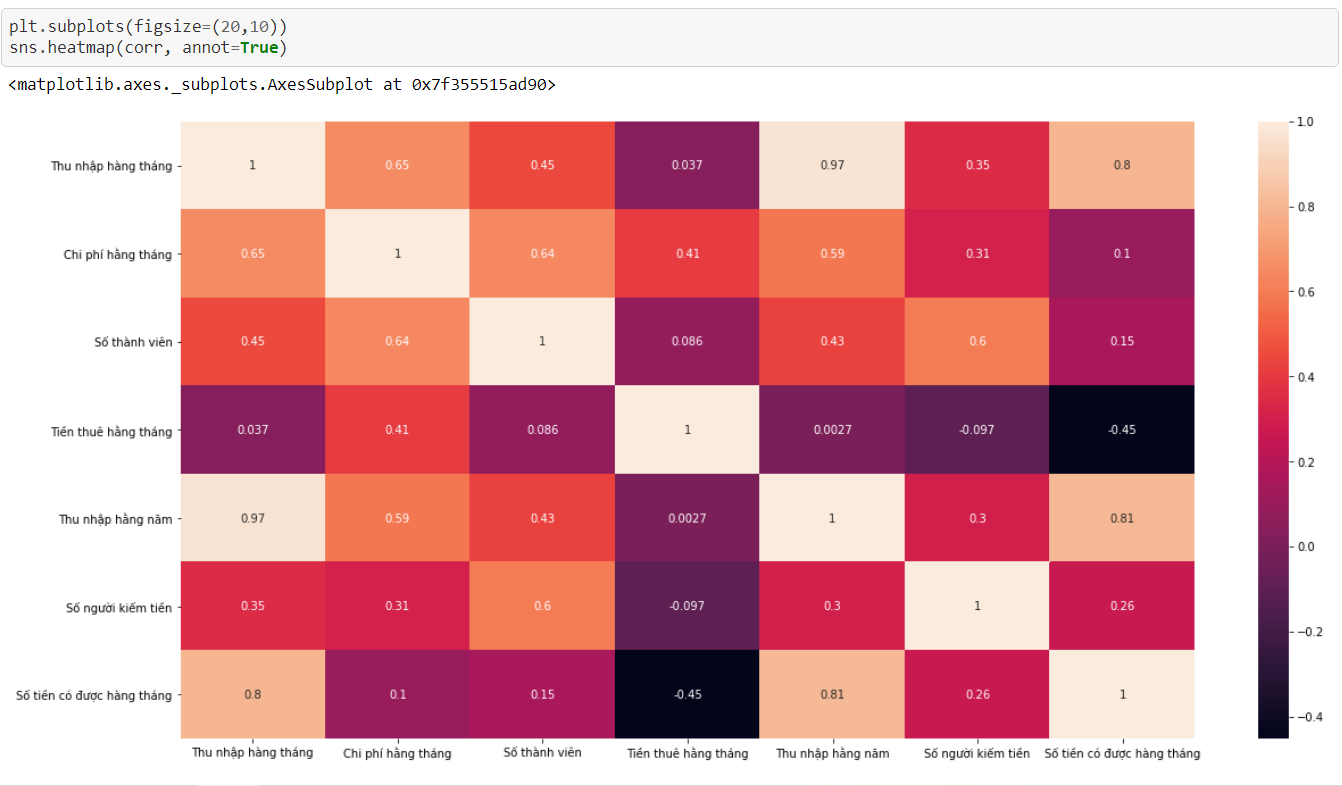 plt.subplots(figsize=(20,10))
sns.heatmap(corr, annot=True)
<matplotlib.axes._subplots.AxesSubplot at 0x7f355515ad90>
Thu nhập hàng tháng 1 0.65 0.45 0.037 0.97 0.35 0.8
Chi phí hằng tháng 0.65 1 0.64 0.41 0.59 0.31 0.1
Số thành viên 0.45 0.64 1 0.086 0.43 0.6 0.15
Tiền thuê hằng tháng 0.037 0.41 0.086 1 0.0027 -0.097 -0.45
Thu nhập hằng năm 0.97 0.59 0.43 0.0027 1 0.3 0.81
Số người kiếm tiền 0.35 0.31 0.6 -0.097 0.3 1 0.26
Số tiền có được hàng tháng 0.8 0.1 0.15 -0.45 0.81 0.26 1
Thu nhập hàng tháng Chi phí hằng tháng Số thành viên Tiền thuê hằng tháng Thu nhập hằng năm Số người kiếm tiền Số tiền có được hàng tháng
1.0
0.8
0.6
0.4
0.2
0.0
−0.2
−0.4